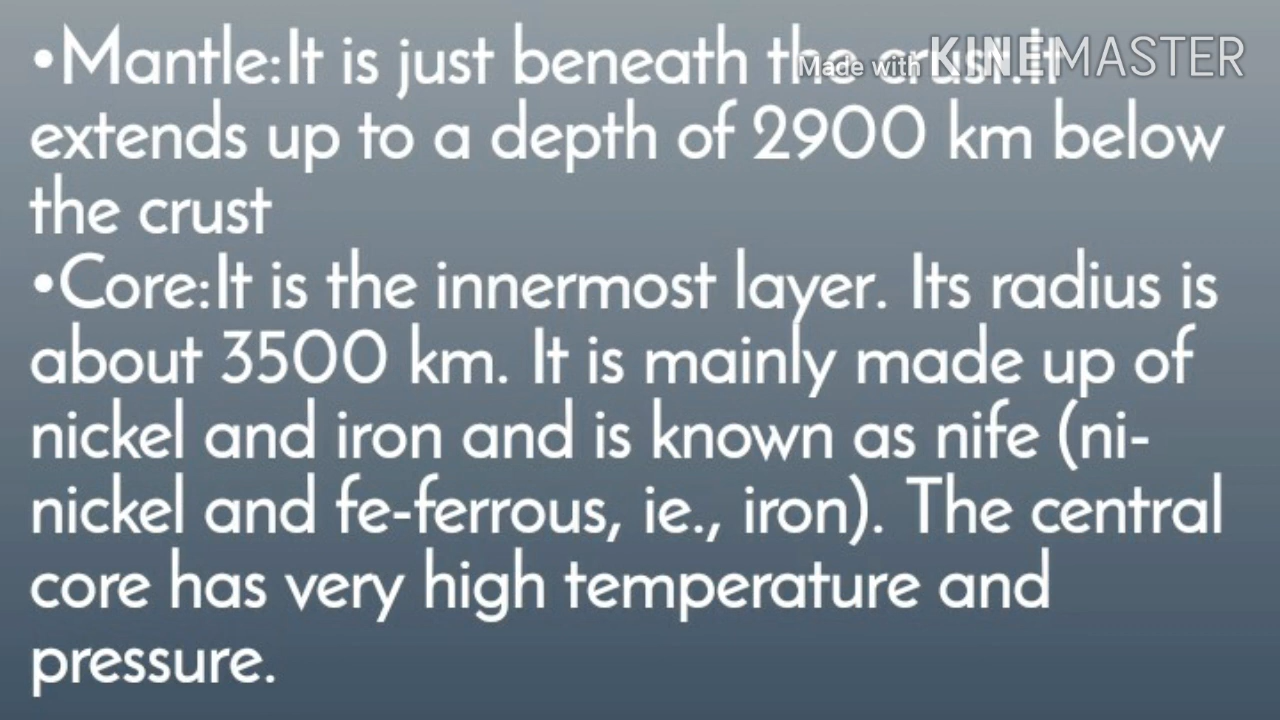 •Mantle:It is just beneath the crust.It
Made with KINEMASTER
extends up to a depth of 2900 km below
the crust
•Core:It is the innermost layer. Its radius is
about 3500 km. It is mainly made up of
nickel and iron and is known as nife (ni-
nickel and fe-ferrous, ie., iron). The central
core has very high temperature and
pressure.